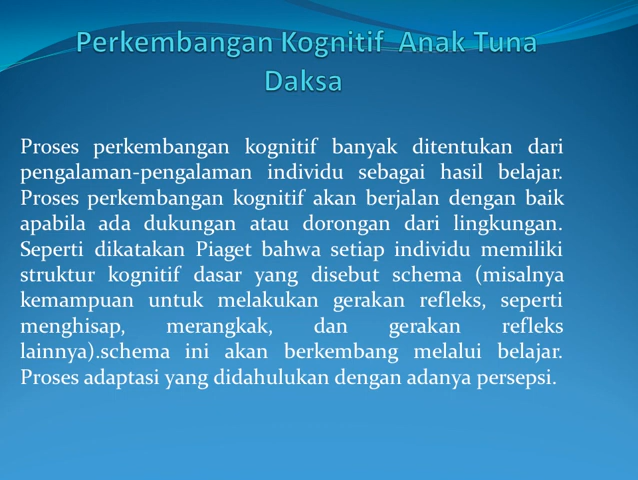 Perkembangan Kognitif Anak Tuna
Daksa
Proses perkembangan kognitif banyak ditentukan dari
pengalaman-pengalaman individu sebagai hasil belajar.
Proses perkembangan kognitif akan berjalan dengan baik
apabila ada dukungan atau dorongan dari lingkungan.
Seperti dikatakan Piaget bahwa setiap individu memiliki
struktur kognitif dasar yang disebut schema (misalnya
kemampuan untuk melakukan gerakan refleks, seperti
menghisap, merangkak, dan gerakan refleks
lainnya).schema ini akan berkembang melalui belajar.
Proses adaptasi yang didahulukan dengan adanya persepsi.